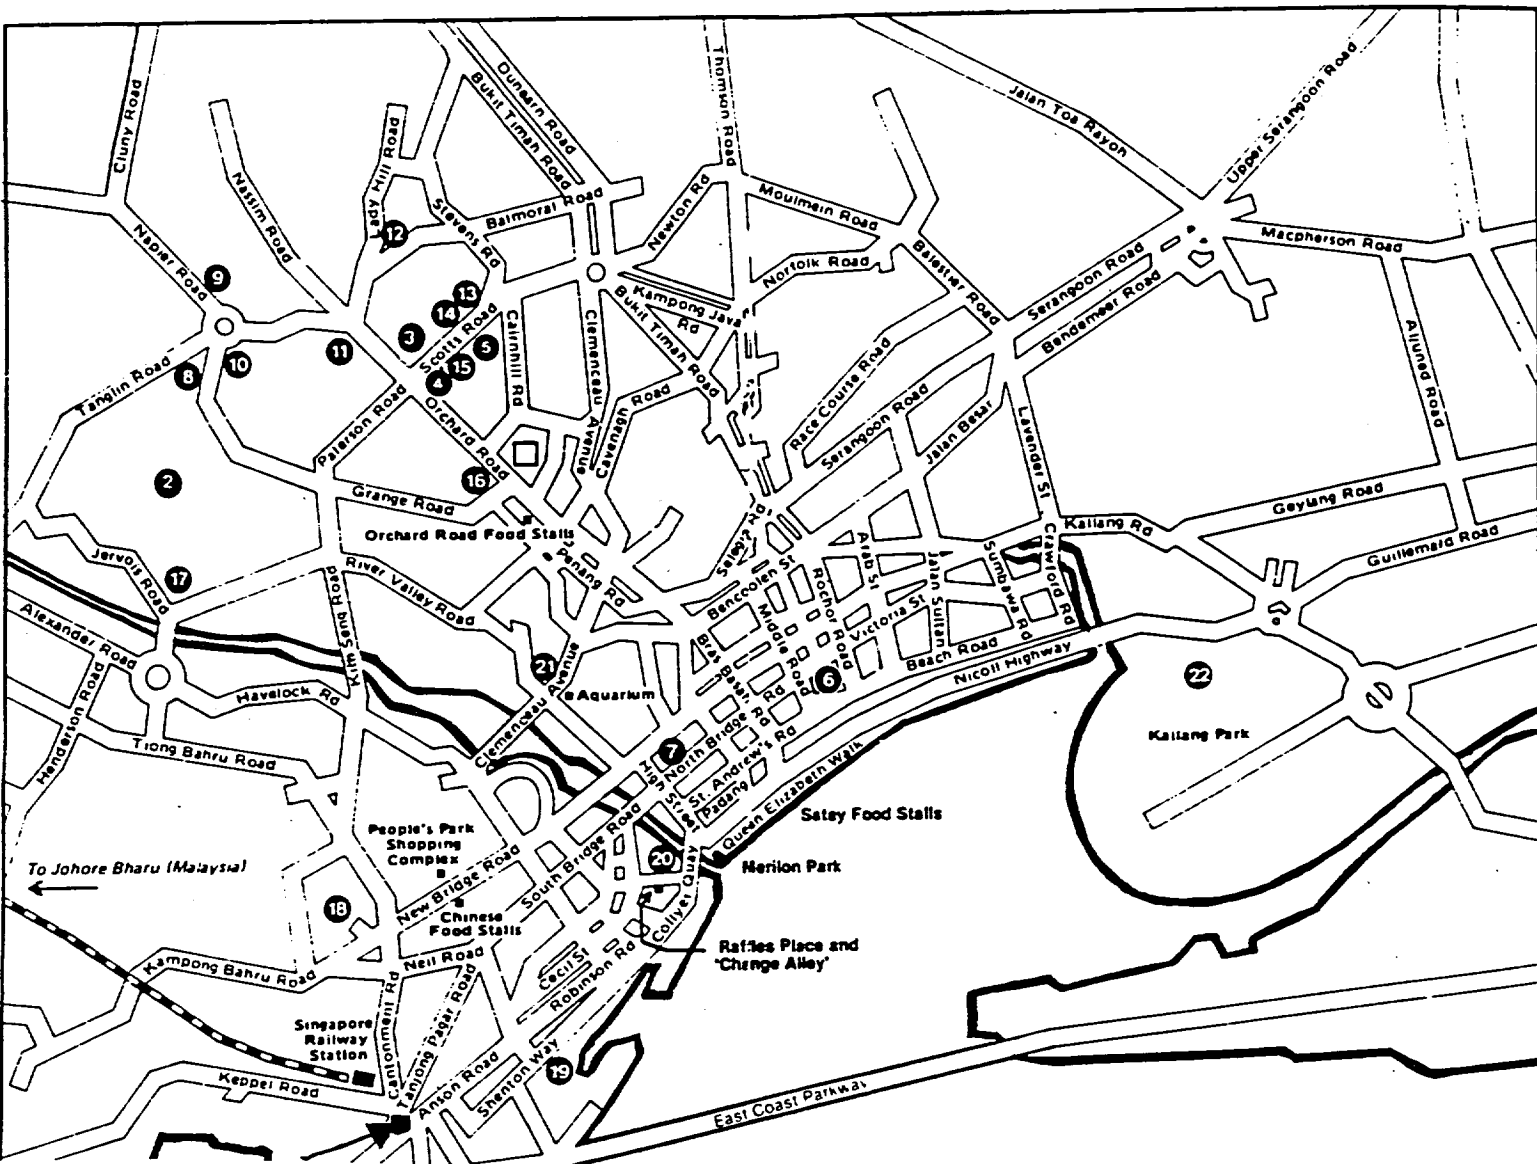 Cluny Road
Nassim Road
Lady Hill Road
Dunearn Road
Bukit Timah Road
Thomson Road
Jalan Toa Rayoh
Upper Serangoon Road
Napier Road
Stevens Rd
Balmoral Road
Newton Rd
Moulmein Road
Norfolk Road
Balestier Road
Serangoon Road
Bendemeer Road
Macpherson Road
12
9
13
14
3
5
11
10
8
15
4
Tanglin Road
Scotts Road
Cairnhill Rd
Clemenceau Avenue
Kampong Java
Rd
Bukit Timah Road
Race Course Road
Aljuned Road
Paterson Road
Orchard Road
Cavenagh Road
Serangoon Road
Jalan Besar
Lavender St
2
16
Grange Road
Orchard Road Food Stalls
Geylang Road
Kallang Rd
Guillemard Road
Crawford Rd
Jervois Road
17
River Valley Road
Penang Rd
Bencoolen St
Arab St
Jalan Sultan
Sumbawa Rd
Rochor Road
Victoria St
Middle Road
Alexander Road
Kim Seng Road
21
Aquarium
Bras Basah Rd
6
Beach Road
Nicoll Highway
22
Kallang Park
Henderson Road
Havelock Rd
Tiong Bahru Road
Clemenceau Avenue
7
North Bridge Rd
High Street
St. Andrew's Rd
Padang
Queen Elizabeth Walk
Satey Food Stalls
People's Park
Shopping
Complex
South Bridge Road
20
Merlion Park
To Johore Bharu (Malaysia)
18
New Bridge Road
Chinese
Food Stalls
Collyer Quay
Raffles Place and
'Change Alley'
Kampong Bahru Road
Neil Road
Cecil St
Robinson Rd
Singapore
Railway
Station
Cantonment Rd
Tanjong Pagar Road
Keppel Road
Anson Road
Shenton Way
19
East Coast Parkway